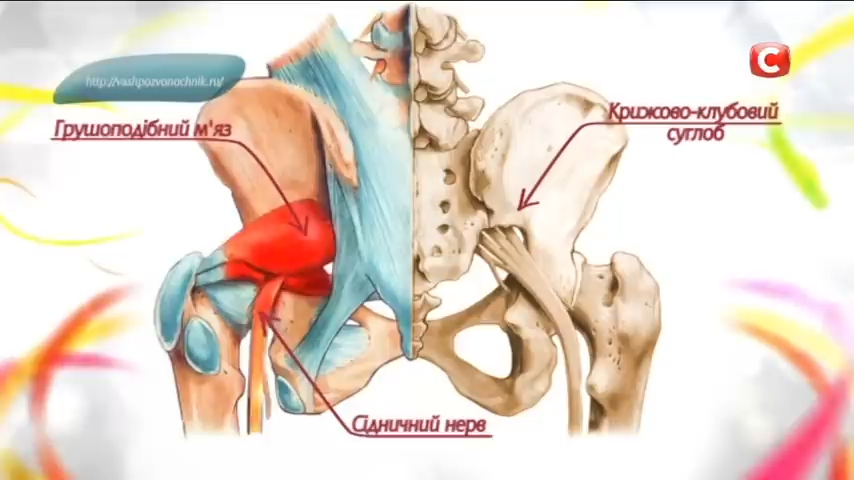 http://vashpozvonochnik.ru/
Грушоподібний м'яз
Крижово-клубовий
суглоб
Сідничний нерв